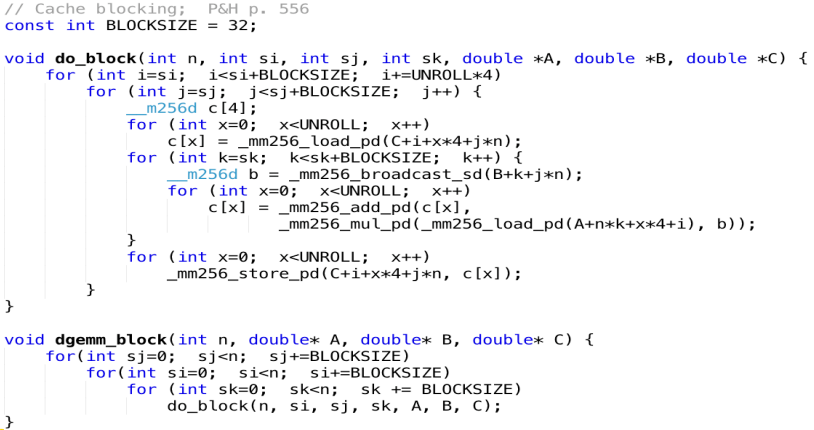 // Cache blocking;  P&H p. 556
const int BLOCKSIZE = 32;

void do_block(int n, int si, int sj, int sk, double *A, double *B, double *C) {
    for (int i=si;  i<si+BLOCKSIZE;  i+=UNROLL*4)
        for (int j=sj;  j<sj+BLOCKSIZE;  j++) {
            __m256d c[4];
            for (int x=0;  x<UNROLL;  x++)
                c[x] = _mm256_load_pd(C+i+x*4+j*n);
            for (int k=sk;  k<sk+BLOCKSIZE;  k++) {
                __m256d b = _mm256_broadcast_sd(B+k+j*n);
                for (int x=0;  x<UNROLL;  x++)
                    c[x] = _mm256_add_pd(c[x],
                           _mm256_mul_pd(_mm256_load_pd(A+n*k+x*4+i), b));
            }
            for (int x=0;  x<UNROLL;  x++)
                _mm256_store_pd(C+i+x*4+j*n, c[x]);
        }
}

void dgemm_block(int n, double* A, double* B, double* C) {
    for(int sj=0;  sj<n;  sj+=BLOCKSIZE)
        for(int si=0;  si<n;  si+=BLOCKSIZE)
            for (int sk=0;  sk<n;  sk += BLOCKSIZE)
                do_block(n, si, sj, sk, A, B, C);
}